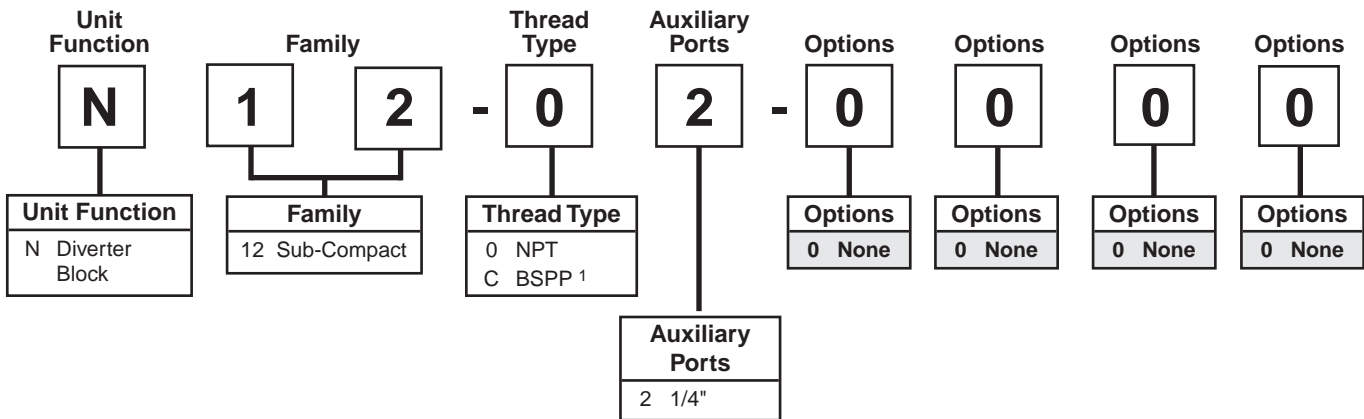 Unit
Function
Family
Thread
Type
Auxiliary
Ports
Options
Options
Options
Options
N 1 2 - 0 2 - 0 0 0 0
Unit Function
N Diverter
Block
Family
12 Sub-Compact
Thread Type
0 NPT
C BSPP 1
Auxiliary
Ports
2 1/4"
Options
0 None
Options
0 None
Options
0 None
Options
0 None